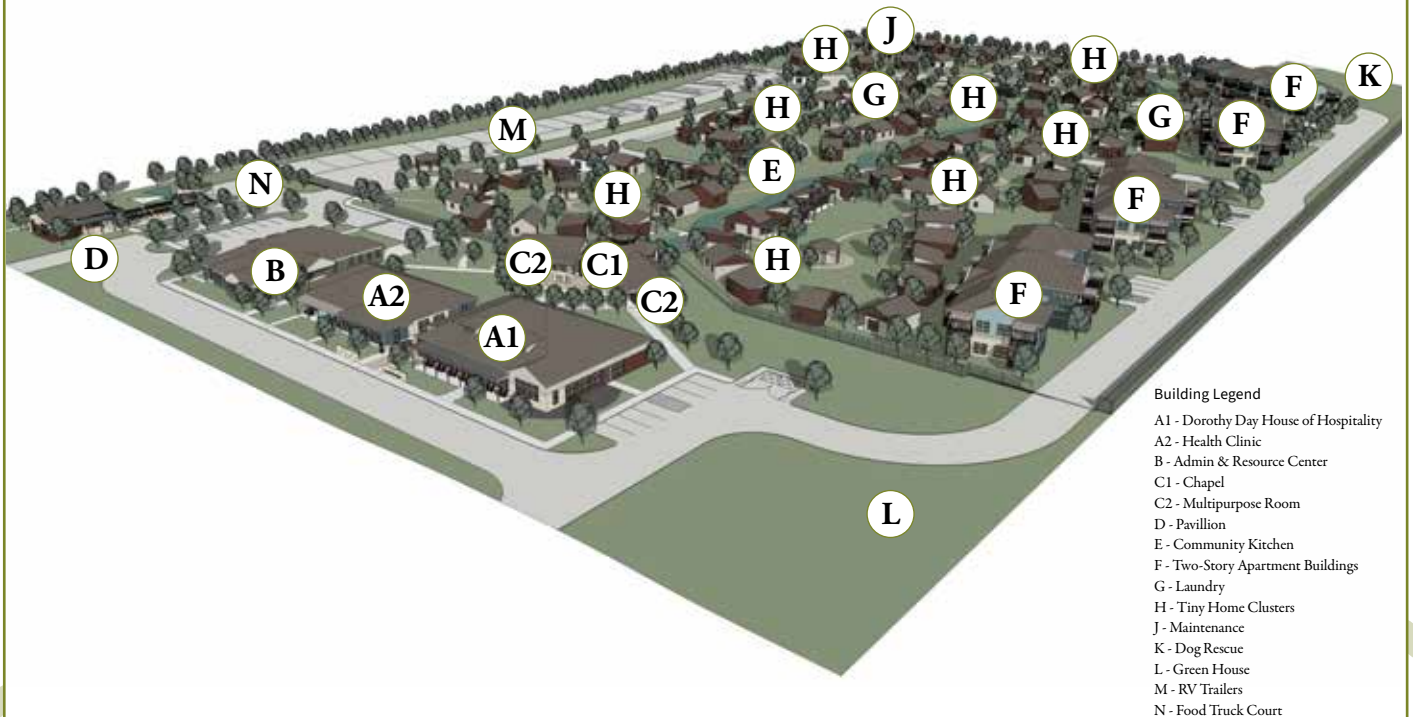 J
H
H
K
F
G
H
H
G
F
M
H
E
H
N
H
H
F
D
B
C2
C1
H
A2
C2
F
A1
L
Building Legend
A1 - Dorothy Day House of Hospitality
A2 - Health Clinic
B - Admin & Resource Center
C1 - Chapel
C2 - Multipurpose Room
D - Pavillion
E - Community Kitchen
F - Two-Story Apartment Buildings
G - Laundry
H - Tiny Home Clusters
J - Maintenance
K - Dog Rescue
L - Green House
M - RV Trailers
N - Food Truck Court